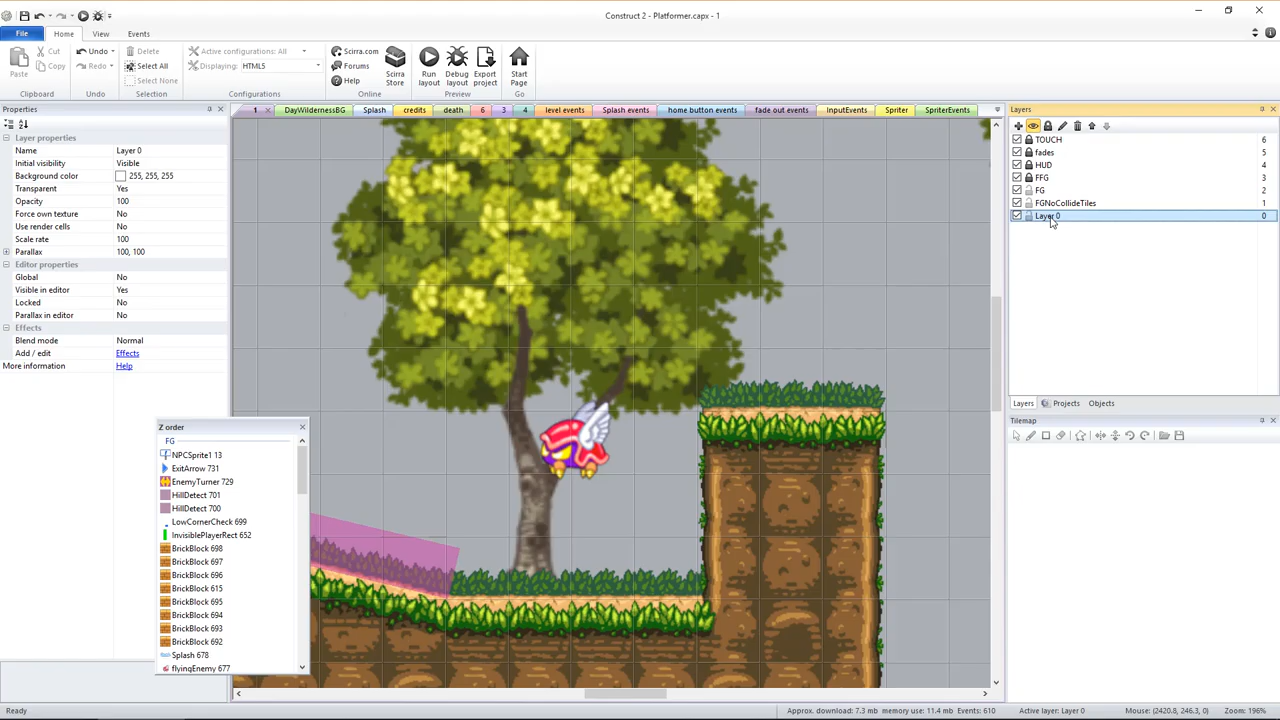 Construct 2 - Platformer.capx - 1
File
Home
View
Events
Paste
Cut
Copy
Clipboard
Undo
Redo
Undo
Delete
Select All
Select None
Selection
Active configurations: All
Displaying: HTML5
Configurations
Scirra.com
Forums
Help
Scirra Store
Online
Run layout
Debug layout
Export project
Preview
Start Page
Go
Properties
Layer properties
Name Layer 0
Initial visibility Visible
Background color 255, 255, 255
Transparent Yes
Opacity 100
Force own texture No
Use render cells No
Scale rate 100
Parallax 100, 100
Editor properties
Global No
Visible in editor Yes
Locked No
Parallax in editor No
Effects
Blend mode Normal
Add / edit Effects
More information Help
1 DayWildernessBG Splash credits death 6 3 4 level events Splash events home button events fade out events InputEvents Spriter SpriterEvents
Z order
FG
NPCSprite1 13
ExitArrow 731
EnemyTurner 729
HillDetect 701
HillDetect 700
LowCornerCheck 699
InvisiblePlayerRect 652
BrickBlock 698
BrickBlock 697
BrickBlock 696
BrickBlock 615
BrickBlock 695
BrickBlock 694
BrickBlock 693
BrickBlock 692
Splash 678
flyingEnemy 677
Layers
TOUCH 6
fades 5
HUD 4
FFG 3
FG 2
FGNoCollideTiles 1
Layer 0 0
Layers Projects Objects
Tilemap
Ready
Approx. download: 7.3 mb memory use: 11.4 mb Events: 610
Active layer: Layer 0
Mouse: (2420.8, 246.3, 0)
Zoom: 196%